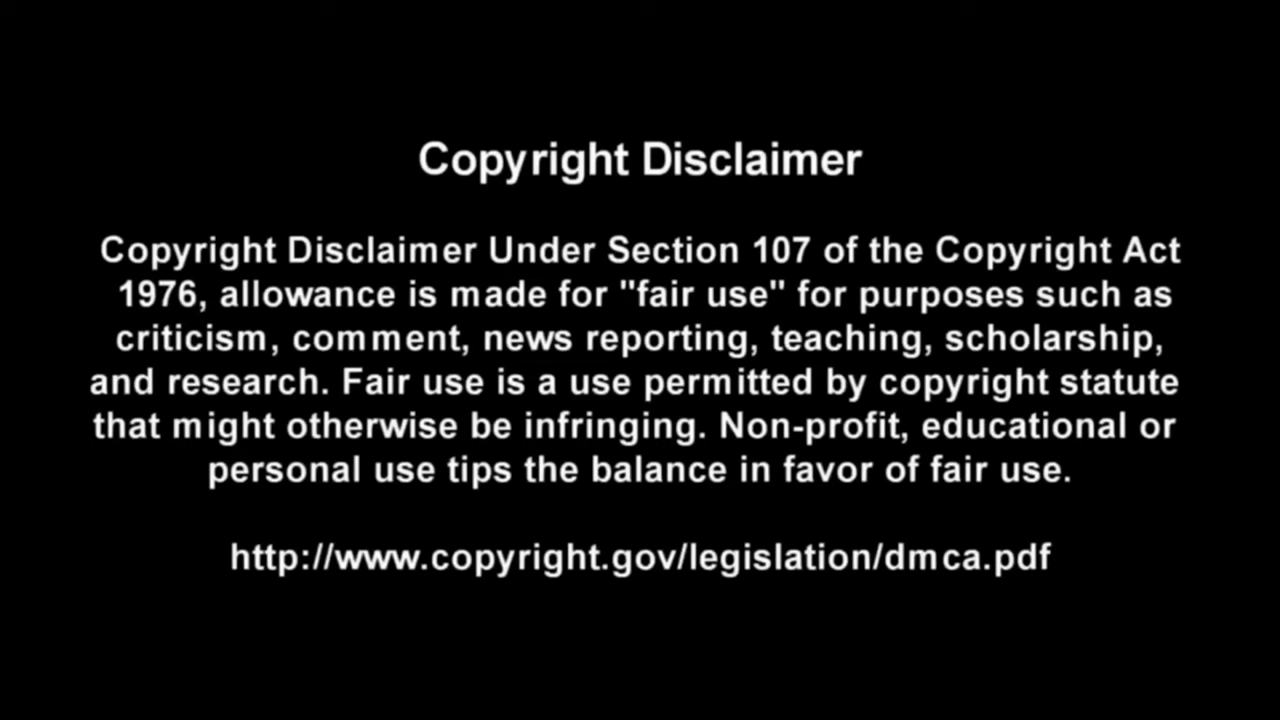 Copyright Disclaimer
Copyright Disclaimer Under Section 107 of the Copyright Act
1976, allowance is made for "fair use" for purposes such as
criticism, comment, news reporting, teaching, scholarship,
and research. Fair use is a use permitted by copyright statute
that might otherwise be infringing. Non-profit, educational or
personal use tips the balance in favor of fair use.
http://www.copyright.gov/legislation/dmca.pdf